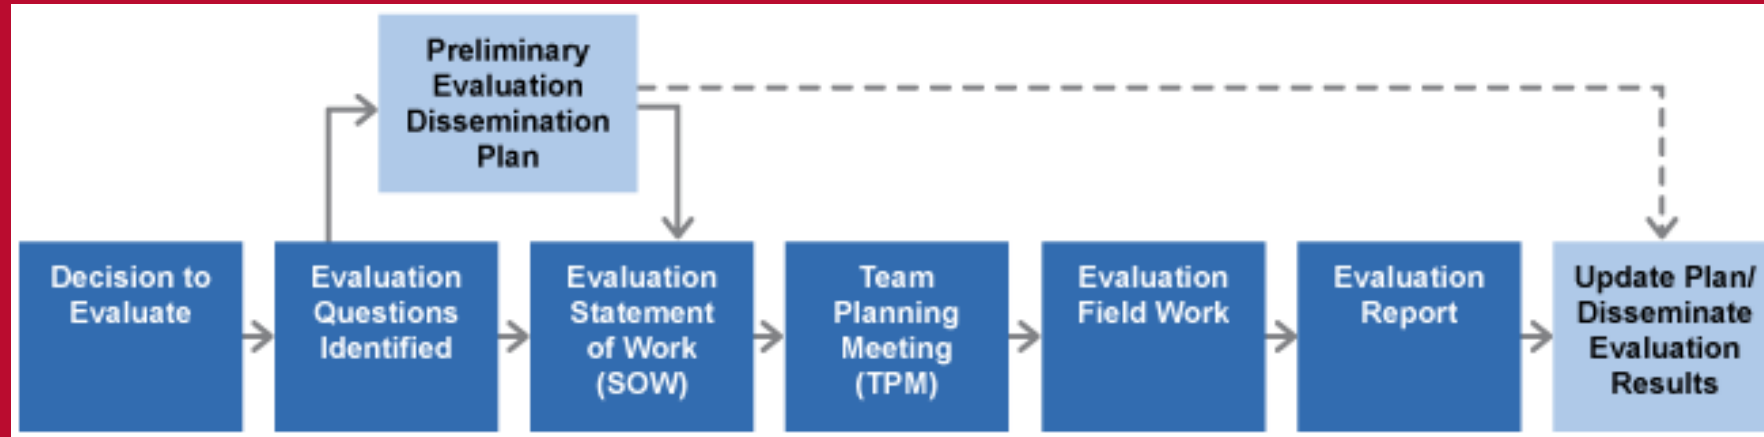 Preliminary
Evaluation
Dissemination
Plan
Decision to
Evaluate
Evaluation
Questions
Identified
Evaluation
Statement
of Work
(SOW)
Team
Planning
Meeting
(TPM)
Evaluation
Field Work
Evaluation
Report
Update Plan/
Disseminate
Evaluation
Results